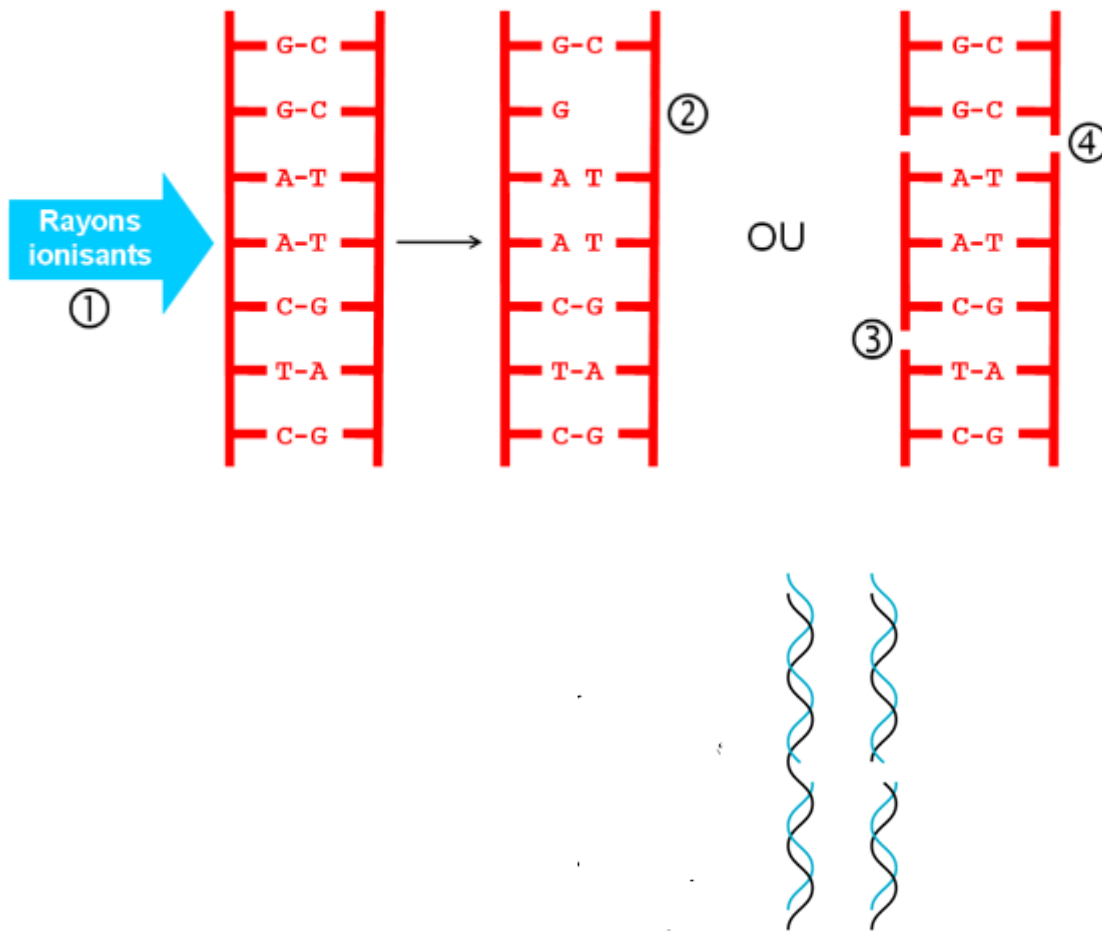 G-C G-C G-C
G-C G ② G-C
④
A-T A T A-T
Rayons
ionisants
①
A-T A T OU A-T
C-G C-G C-G
③
T-A T-A T-A
C-G C-G C-G